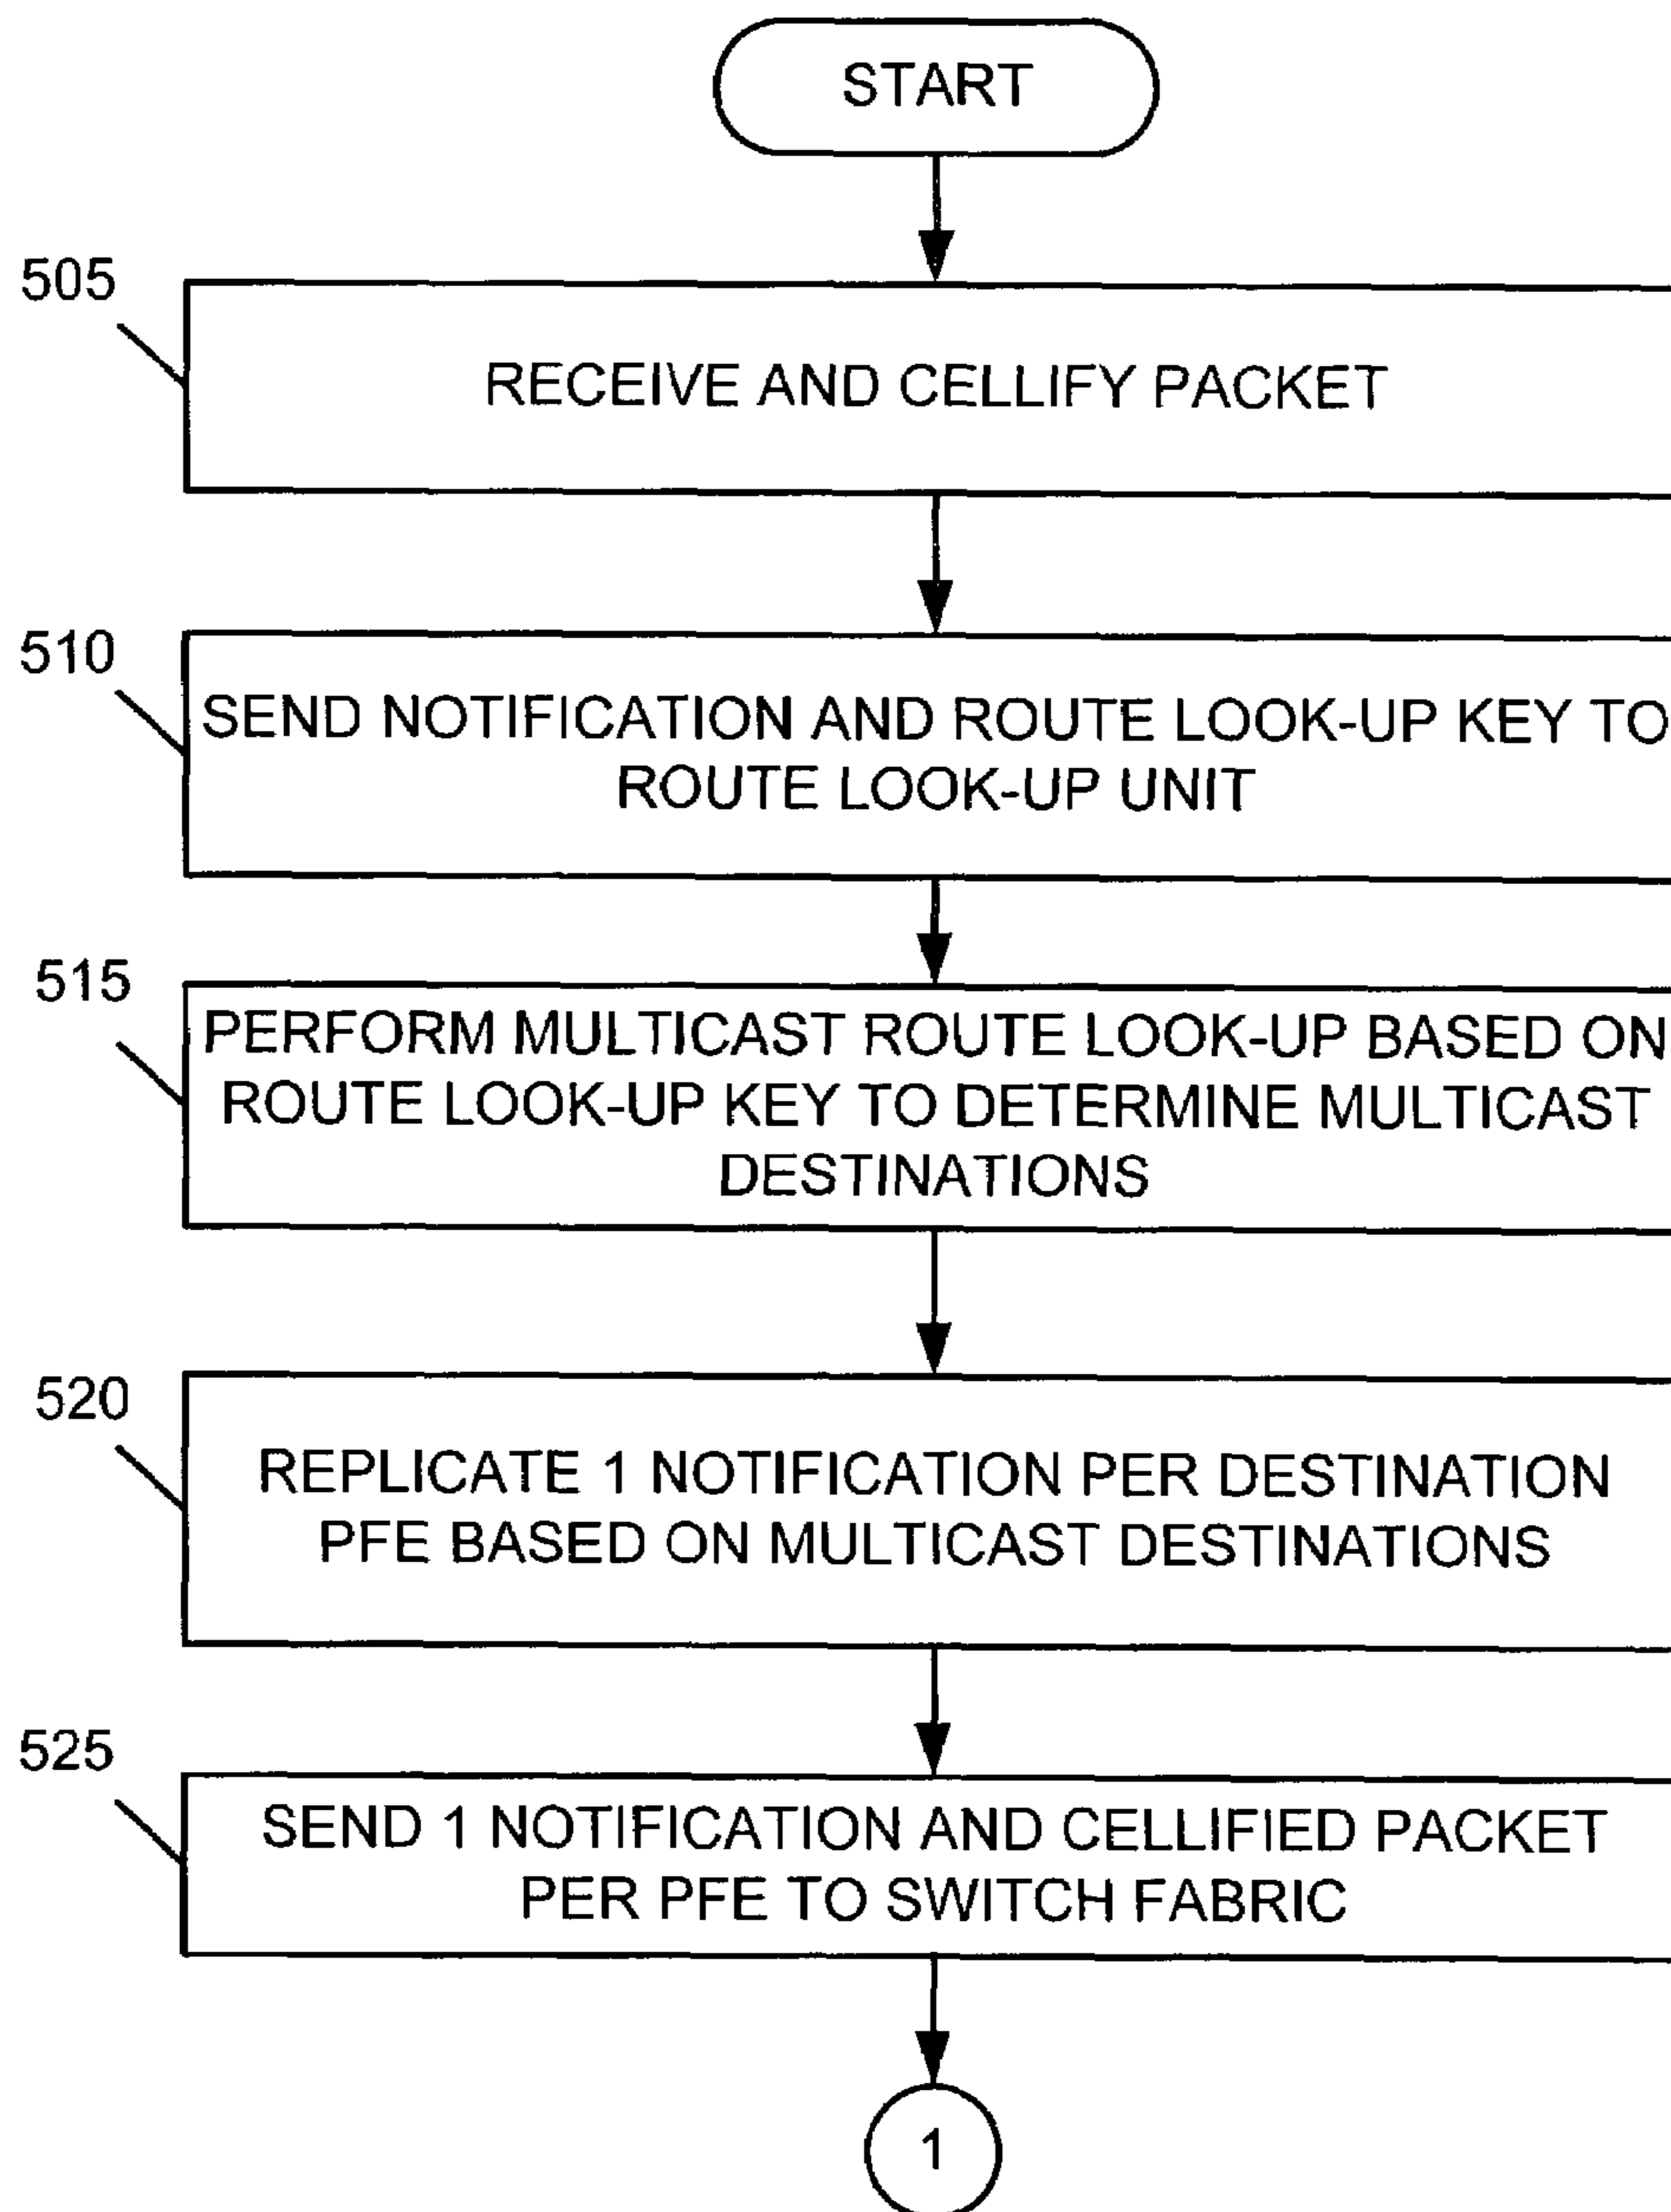 START
505
RECEIVE AND CELLIFY PACKET
510
SEND NOTIFICATION AND ROUTE LOOK-UP KEY TO
ROUTE LOOK-UP UNIT
515
PERFORM MULTICAST ROUTE LOOK-UP BASED ON
ROUTE LOOK-UP KEY TO DETERMINE MULTICAST
DESTINATIONS
520
REPLICATE 1 NOTIFICATION PER DESTINATION
PFE BASED ON MULTICAST DESTINATIONS
525
SEND 1 NOTIFICATION AND CELLIFIED PACKET
PER PFE TO SWITCH FABRIC
1